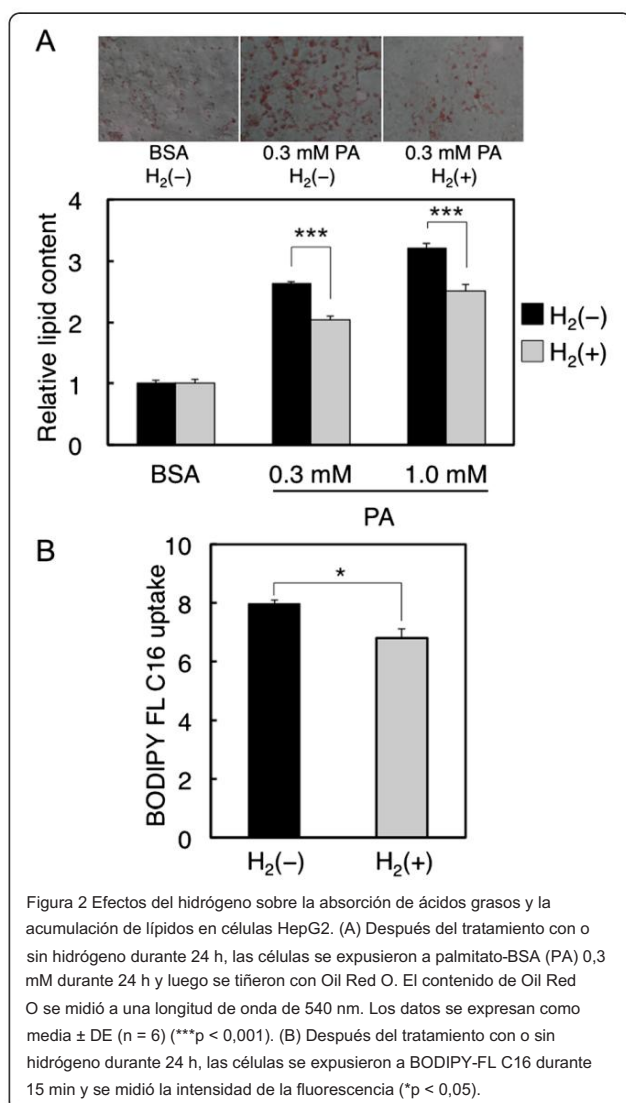 A
BSA 0.3 mM PA 0.3 mM PA
H₂(−) H₂(−) H₂(+)
4
3
2
1
0
Relative lipid content
***
***
H₂(−)
H₂(+)
BSA 0.3 mM 1.0 mM
PA
B
10
8
6
4
2
0
BODIPY FL C16 uptake
*
H₂(−) H₂(+)
Figura 2 Efectos del hidrógeno sobre la absorción de ácidos grasos y la
acumulación de lípidos en células HepG2. (A) Después del tratamiento con o
sin hidrógeno durante 24 h, las células se expusieron a palmitato-BSA (PA) 0,3
mM durante 24 h y luego se tiñeron con Oil Red O. El contenido de Oil Red
O se midió a una longitud de onda de 540 nm. Los datos se expresan como
media ± DE (n = 6) (***p < 0,001). (B) Después del tratamiento con o sin
hidrógeno durante 24 h, las células se expusieron a BODIPY-FL C16 durante
15 min y se midió la intensidad de la fluorescencia (*p < 0,05).